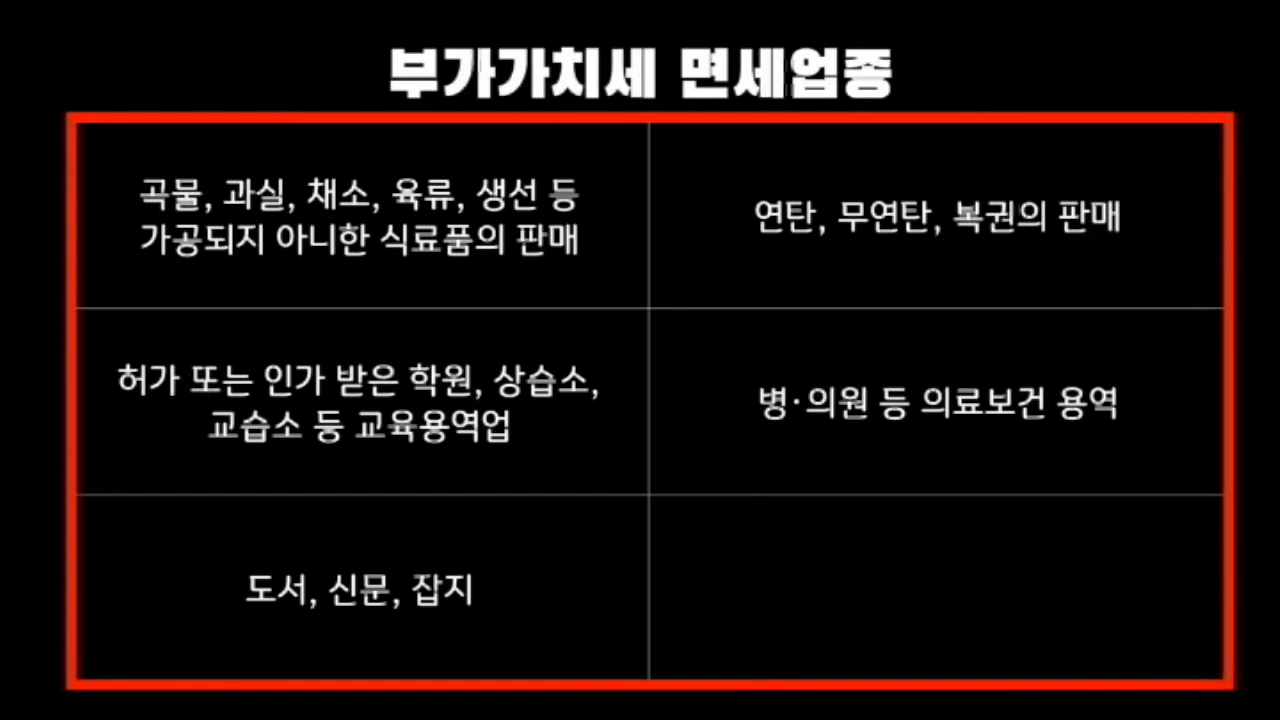 부가가치세 면세업종
곡물, 과실, 채소, 육류, 생선 등
가공되지 아니한 식료품의 판매
연탄, 무연탄, 복권의 판매
허가 또는 인가 받은 학원, 상습소,
교습소 등 교육용역업
병·의원 등 의료보건 용역
도서, 신문, 잡지